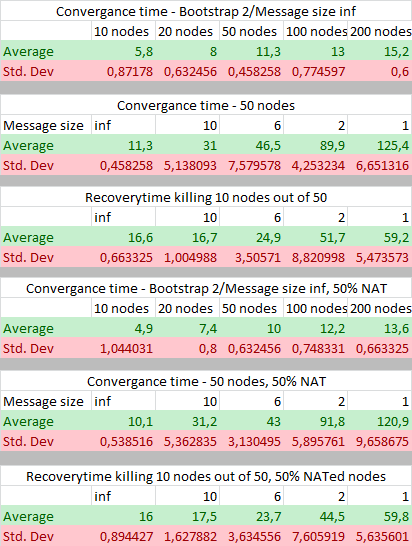 Convergance time - Bootstrap 2/Message size inf
10 nodes 20 nodes 50 nodes 100 nodes 200 nodes
Average 5,8 8 11,3 13 15,2
Std. Dev 0,87178 0,632456 0,458258 0,774597 0,6
Convergance time - 50 nodes
Message size inf 10 6 2 1
Average 11,3 31 46,5 89,9 125,4
Std. Dev 0,458258 5,138093 7,579578 4,253234 6,651316
Recoverytime killing 10 nodes out of 50
inf 10 6 2 1
Average 16,6 16,7 24,9 51,7 59,2
Std. Dev 0,663325 1,004988 3,50571 8,820998 5,473573
Convergance time - Bootstrap 2/Message size inf, 50% NAT
10 nodes 20 nodes 50 nodes 100 nodes 200 nodes
Average 4,9 7,4 10 12,2 13,6
Std. Dev 1,044031 0,8 0,632456 0,748331 0,663325
Convergance time - 50 nodes, 50% NAT
Message size inf 10 6 2 1
Average 10,1 31,2 43 91,8 120,9
Std. Dev 0,538516 5,362835 3,130495 5,895761 9,658675
Recoverytime killing 10 nodes out of 50, 50% NATed nodes
inf 10 6 2 1
Average 16 17,5 23,7 44,5 59,8
Std. Dev 0,894427 1,627882 3,634556 7,605919 5,635601